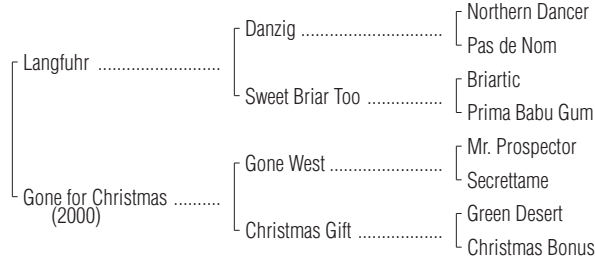 Northern Dancer
Danzig ................................
Pas de Nom
Langfuhr ..........................
Briartic
Sweet Briar Too .................
Prima Babu Gum
Mr. Prospector
Gone West .........................
Secrettame
Gone for Christmas ..........
(2000)
Green Desert
Christmas Gift ...................
Christmas Bonus